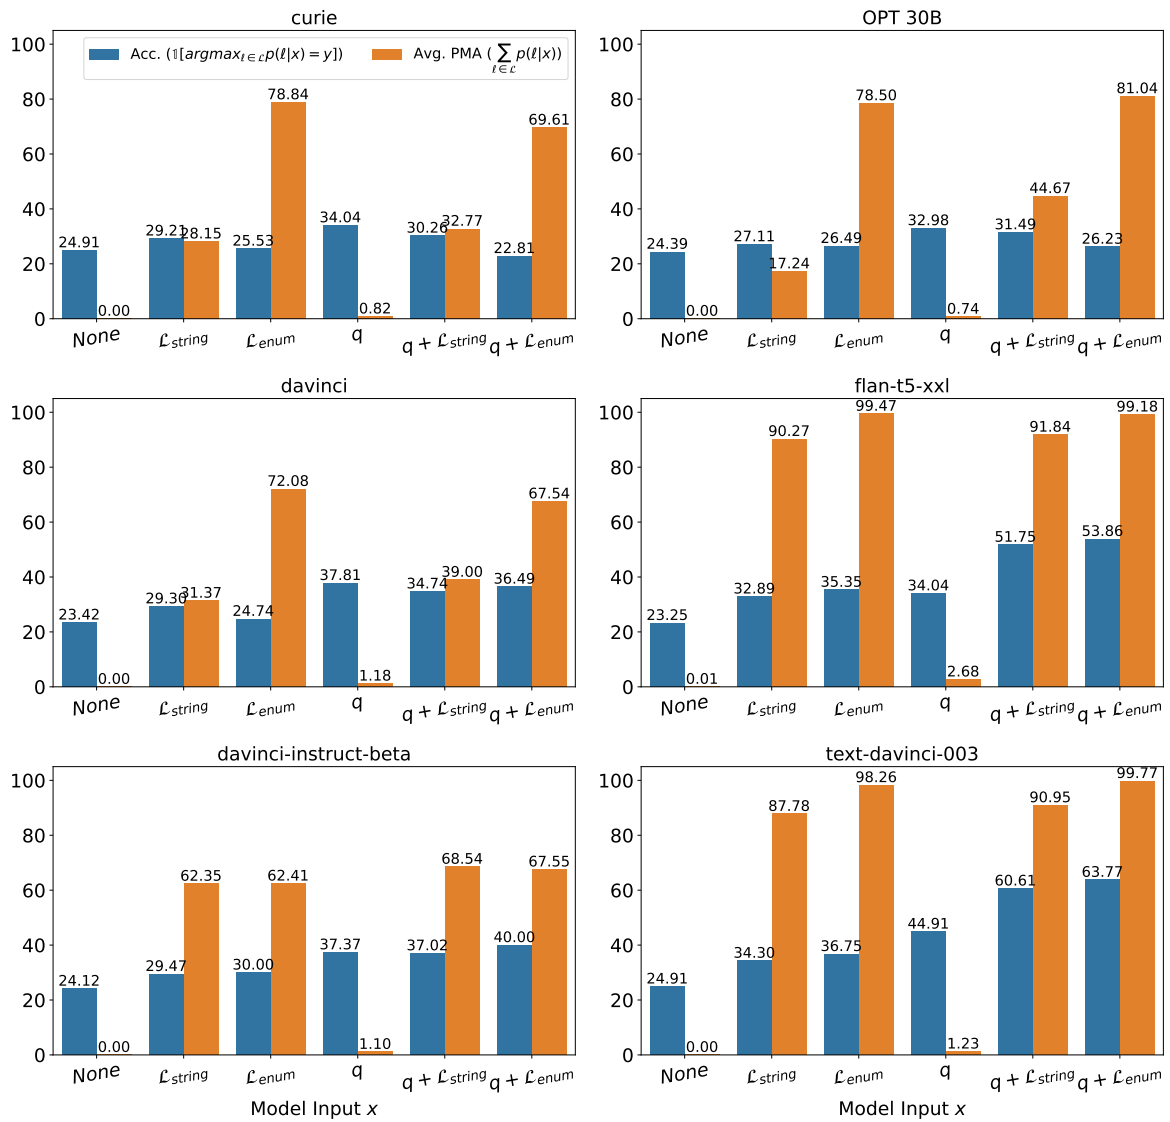 curie
Acc. (𝟙[argmax_{ℓ∈ℒ}p(ℓ|x) = y])
Avg. PMA (∑_{ℓ∈ℒ} p(ℓ|x))
100
80
60
40
20
0
24.91 0.00 29.21 28.15 25.53 78.84 34.04 0.82 30.26 32.77 22.81 69.61
None ℒ_string ℒ_enum q q + ℒ_string q + ℒ_enum
OPT 30B
100
80
60
40
20
0
24.39 0.00 27.11 17.24 26.49 78.50 32.98 0.74 31.49 44.67 26.23 81.04
None ℒ_string ℒ_enum q q + ℒ_string q + ℒ_enum
davinci
100
80
60
40
20
0
23.42 0.00 29.30 31.37 24.74 72.08 37.81 1.18 34.74 39.00 36.49 67.54
None ℒ_string ℒ_enum q q + ℒ_string q + ℒ_enum
flan-t5-xxl
100
80
60
40
20
0
23.25 0.01 32.89 90.27 35.35 99.47 34.04 2.68 51.75 91.84 53.86 99.18
None ℒ_string ℒ_enum q q + ℒ_string q + ℒ_enum
davinci-instruct-beta
100
80
60
40
20
0
24.12 0.00 29.47 62.35 30.00 62.41 37.37 1.10 37.02 68.54 40.00 67.55
None ℒ_string ℒ_enum q q + ℒ_string q + ℒ_enum
Model Input x
text-davinci-003
100
80
60
40
20
0
24.91 0.00 34.30 87.78 36.75 98.26 44.91 1.23 60.61 90.95 63.77 99.77
None ℒ_string ℒ_enum q q + ℒ_string q + ℒ_enum
Model Input x